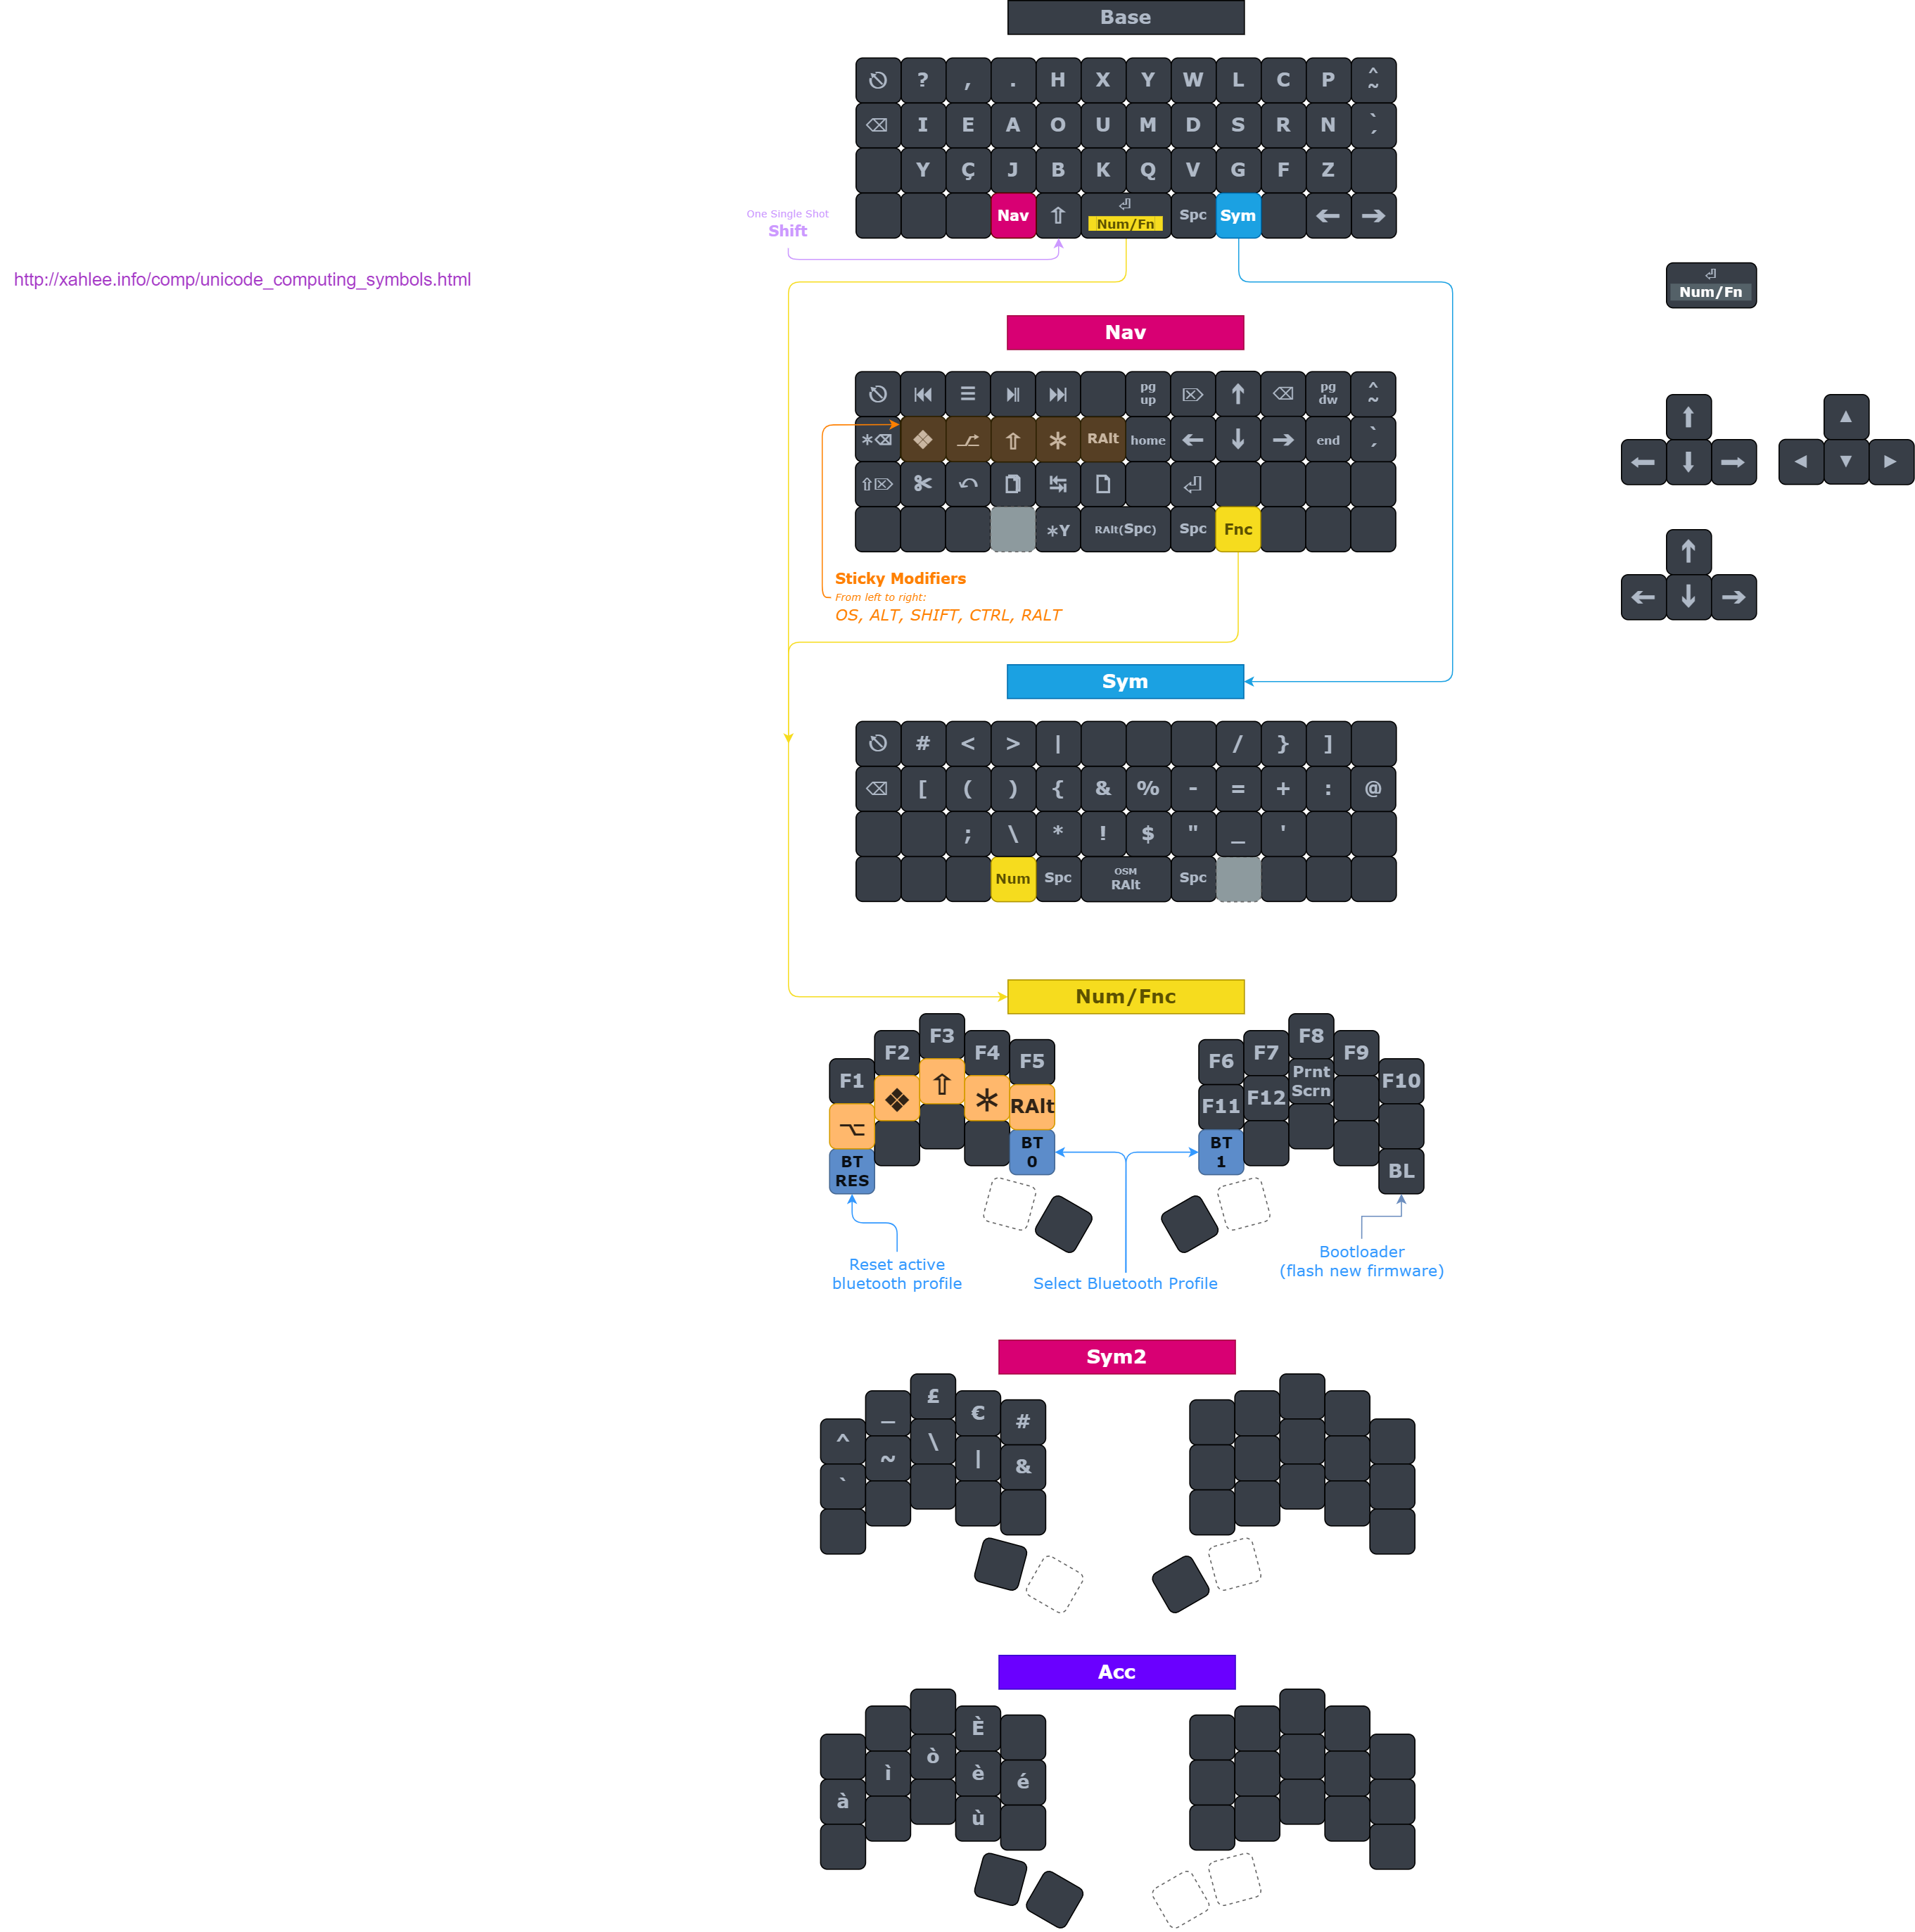 Base
? , . H X Y W L C P ^ ~
I E A O U M D S R N ` ´
Y Ç J B K Q V G F Z
Nav ⇧ ⏎ Num/Fn Spc Sym ← →
One Single Shot
Shift
http://xahlee.info/comp/unicode_computing_symbols.html
⏎
Num/Fn
Nav
pg up ⌦ ↑ ⌫ pg dw ^ ~
∗⌫ ❖ ⇧ ∗ RAlt home ← ↓ → end ` ´
⇧⌦
∗Y RAlt(Spc) Spc Fnc
↑
← ↓ →
▲
◀ ▼ ▶
↑
← ↓ →
Sticky Modifiers
From left to right:
OS, ALT, SHIFT, CTRL, RALT
Sym
# < > | / } ]
⌫ [ ( ) { & % - = + : @
; \ * ! $ " _ '
Num Spc OSM RAlt Spc
Num/Fnc
F1 F2 F3 F4 F5 F6 F7 F8 F9 F10
⌥ ❖ ⇧ ∗ RAlt F11 F12 Prnt Scrn
BT RES BT 0 BT 1 BL
Reset active
bluetooth profile
Select Bluetooth Profile
Bootloader
(flash new firmware)
Sym2
^ _ £ € #
` ~ \ | &
Acc
È
à ì ò è é
ù